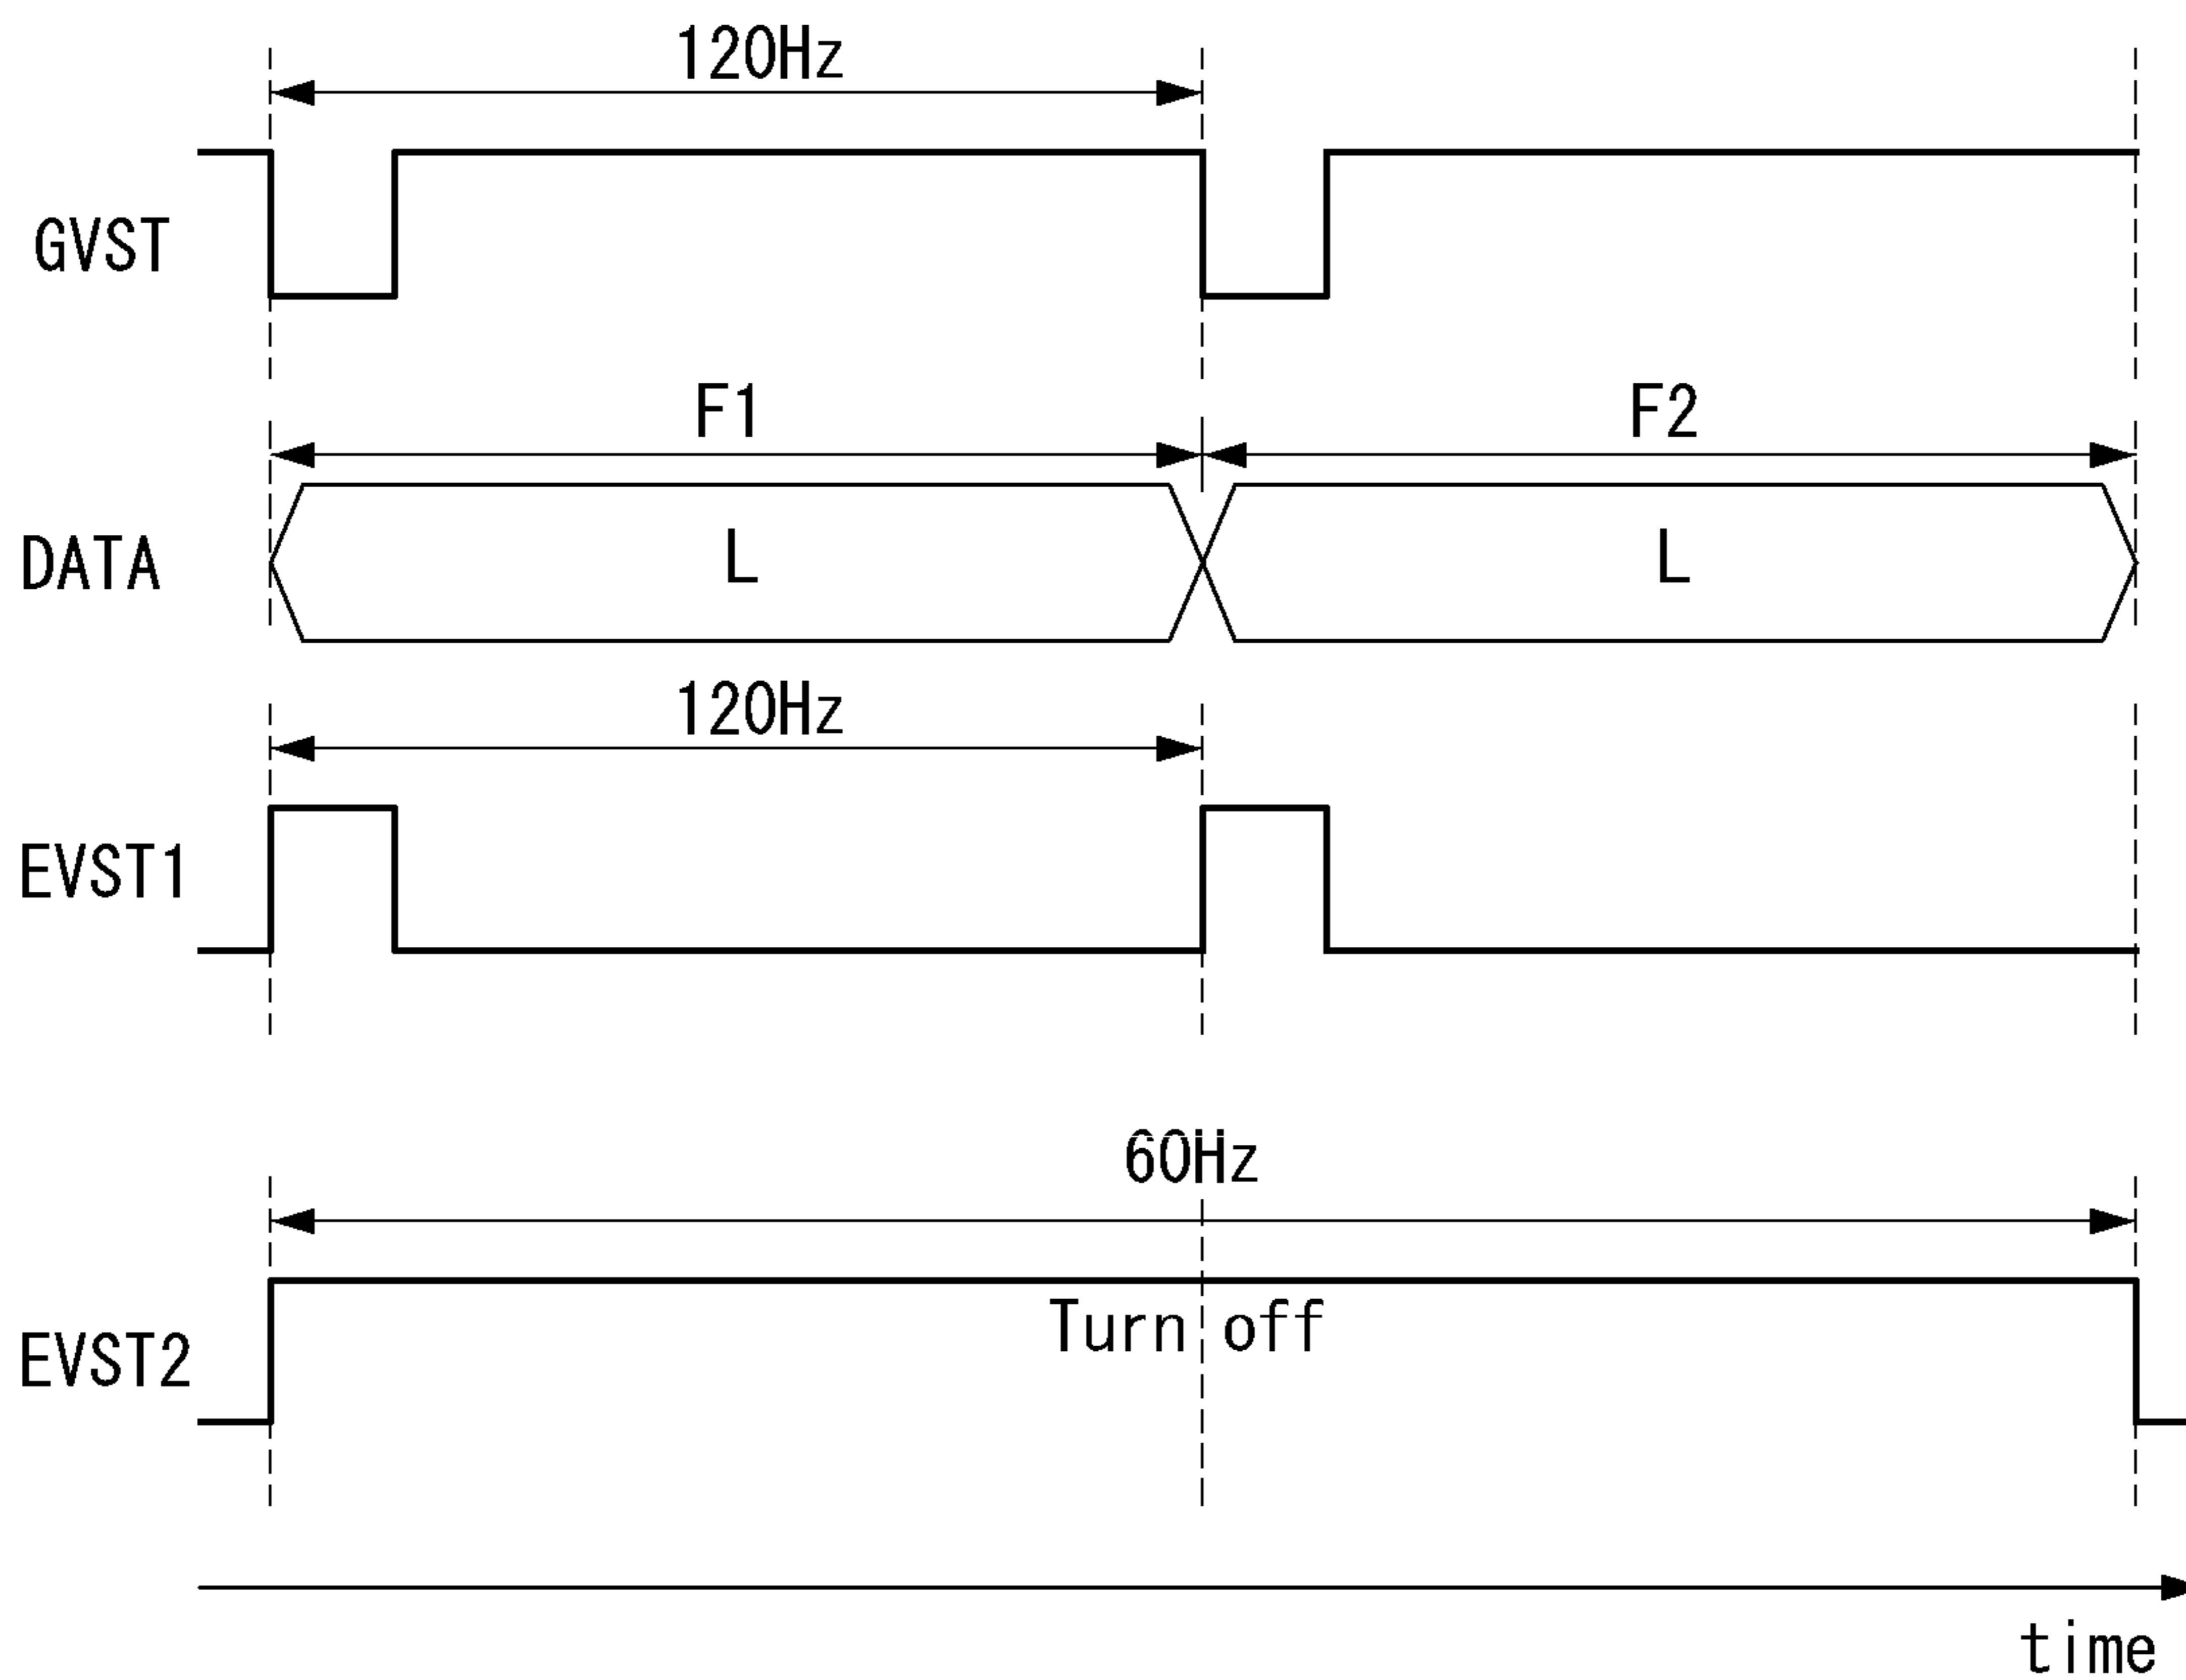 120Hz
GVST
F1
F2
DATA
L
L
120Hz
EVST1
60Hz
Turn off
EVST2
time